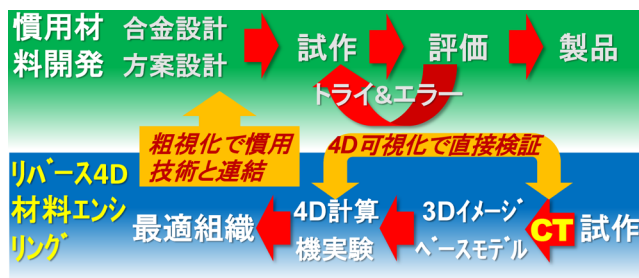 慣用材料開発
合金設計
方案設計
試作
評価
製品
トライ&エラー
粗視化で慣用
技術と連結
4D可視化で直接検証
リバース4D
材料エンジ
リング
最適組織
4D計算
機実験
3Dイメージ
ベースモデル
CT 試作